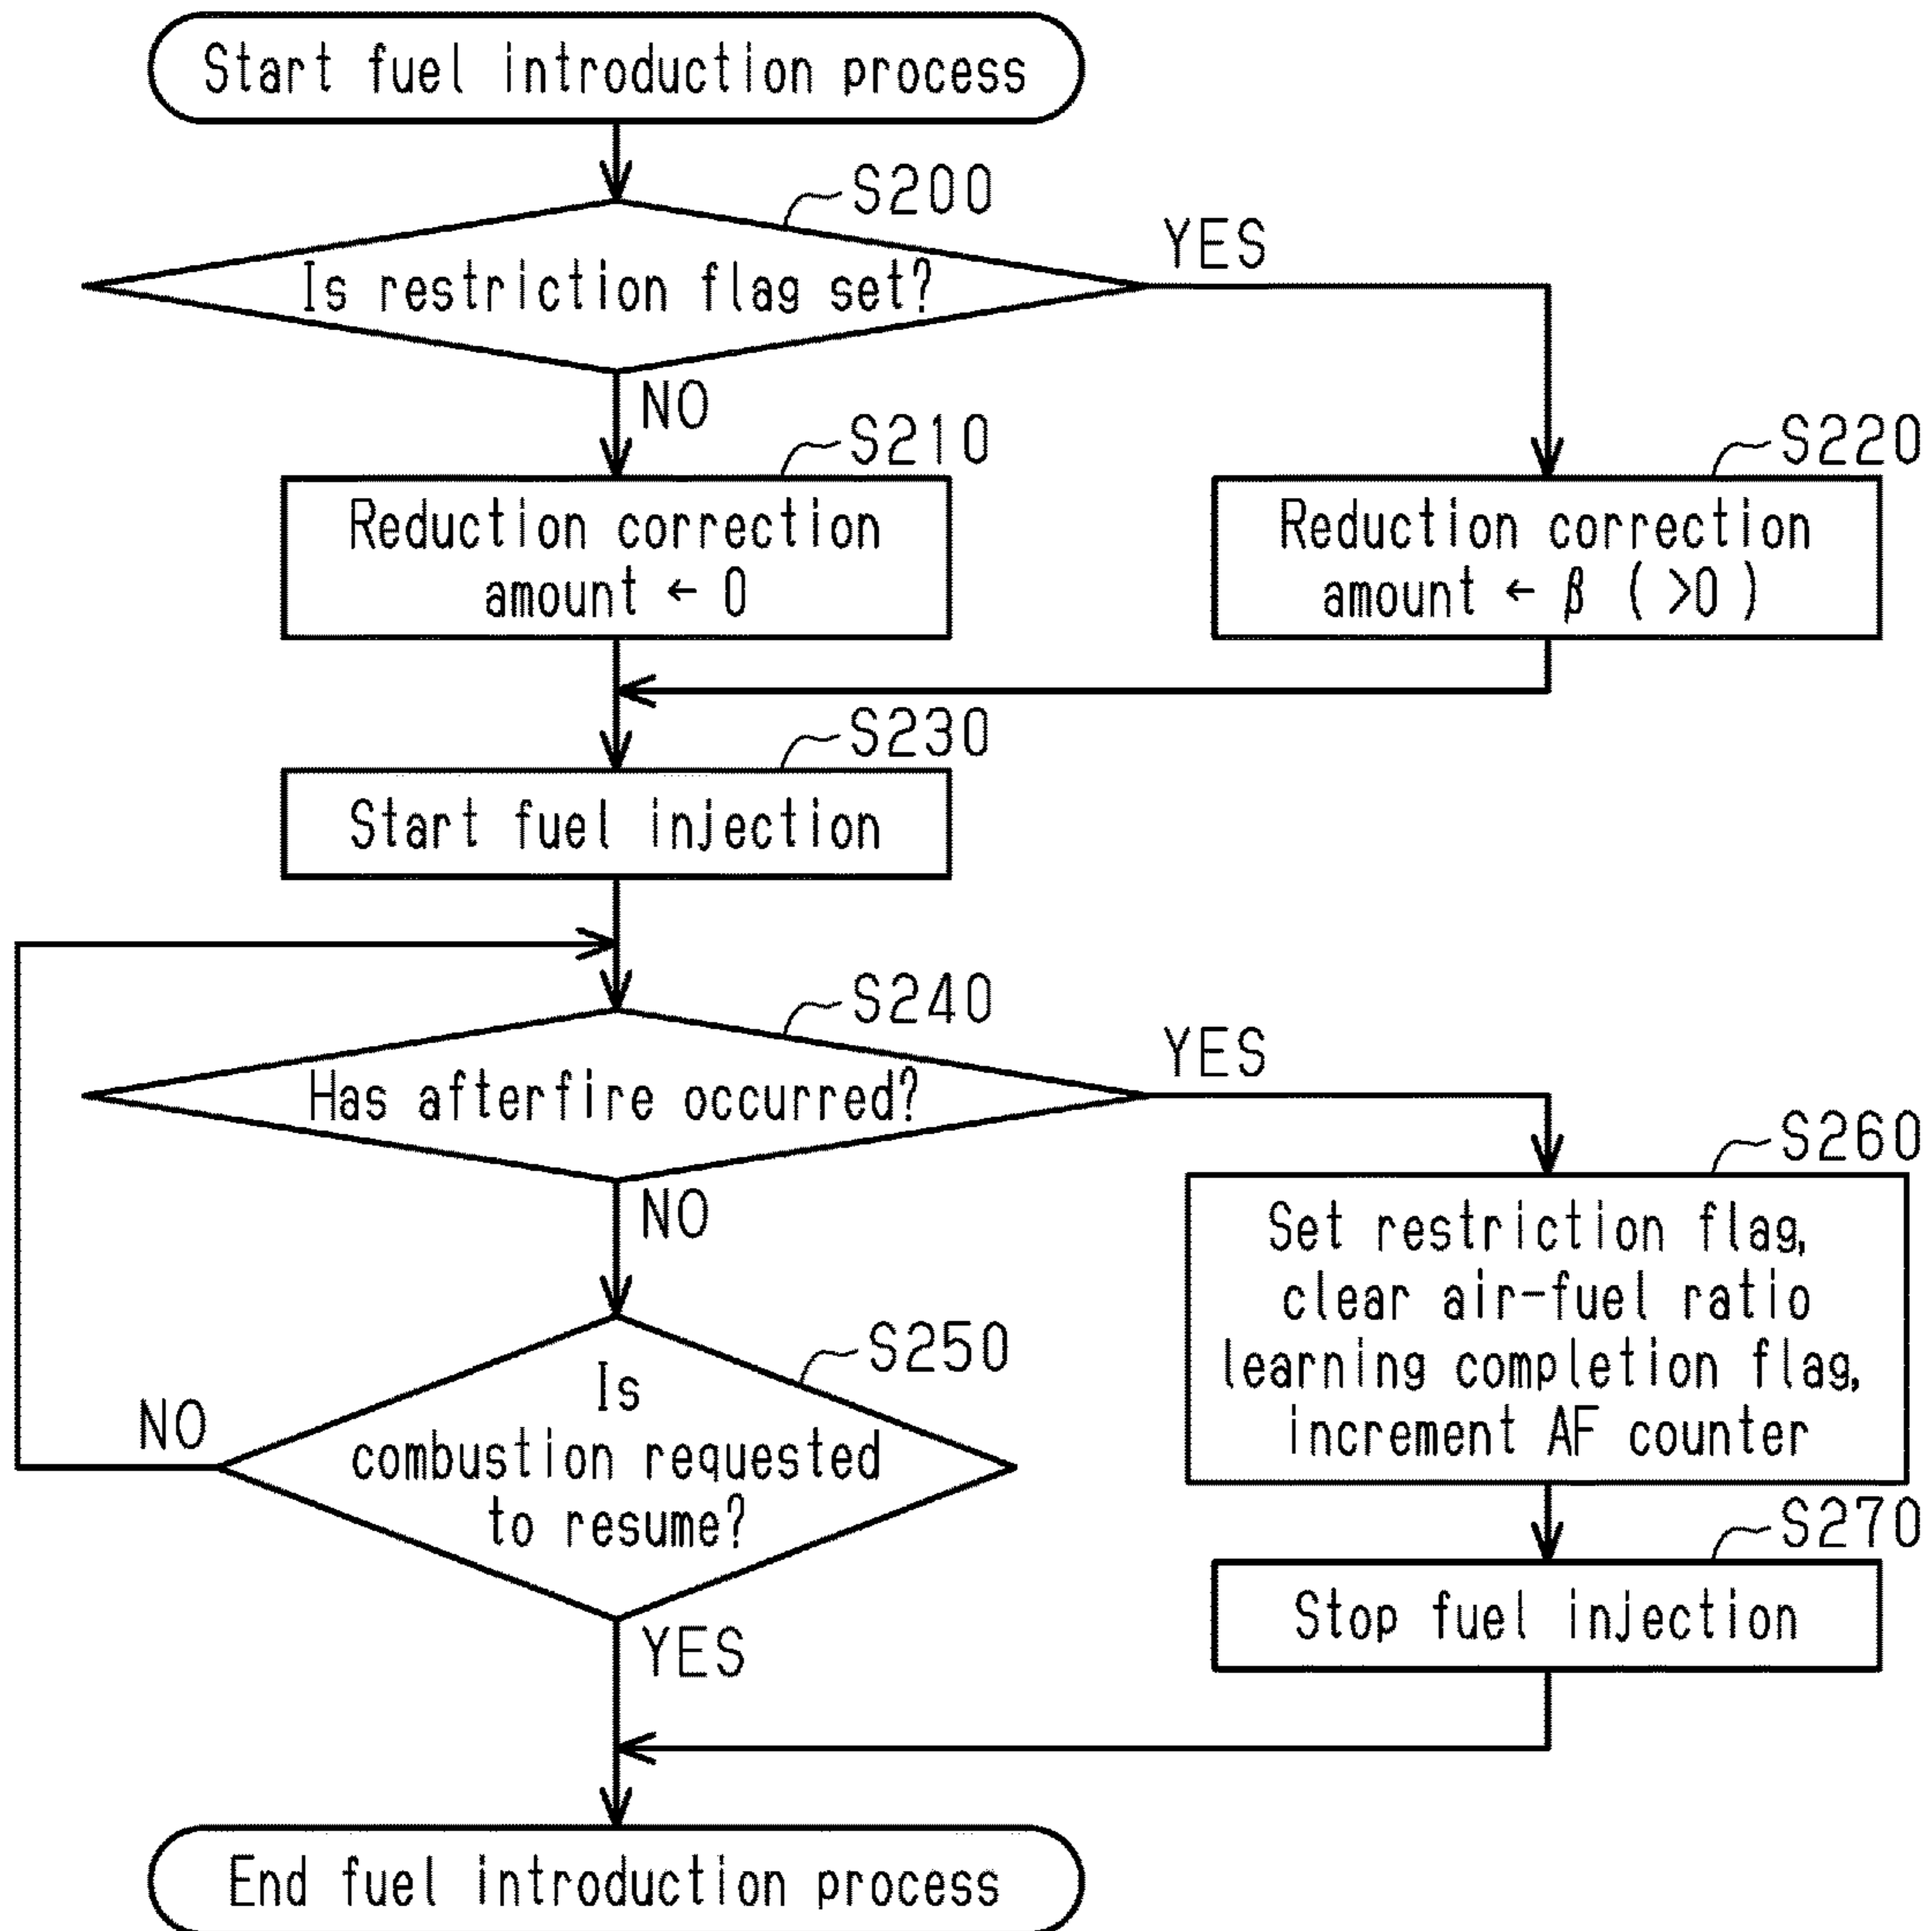 Start fuel introduction process
S200
Is restriction flag set?
YES
NO
S210
Reduction correction
amount ← 0
S220
Reduction correction
amount ← β (>0)
S230
Start fuel injection
S240
Has afterfire occurred?
YES
NO
S250
Is
combustion requested
to resume?
NO
YES
S260
Set restriction flag,
clear air-fuel ratio
learning completion flag,
increment AF counter
S270
Stop fuel injection
End fuel introduction process